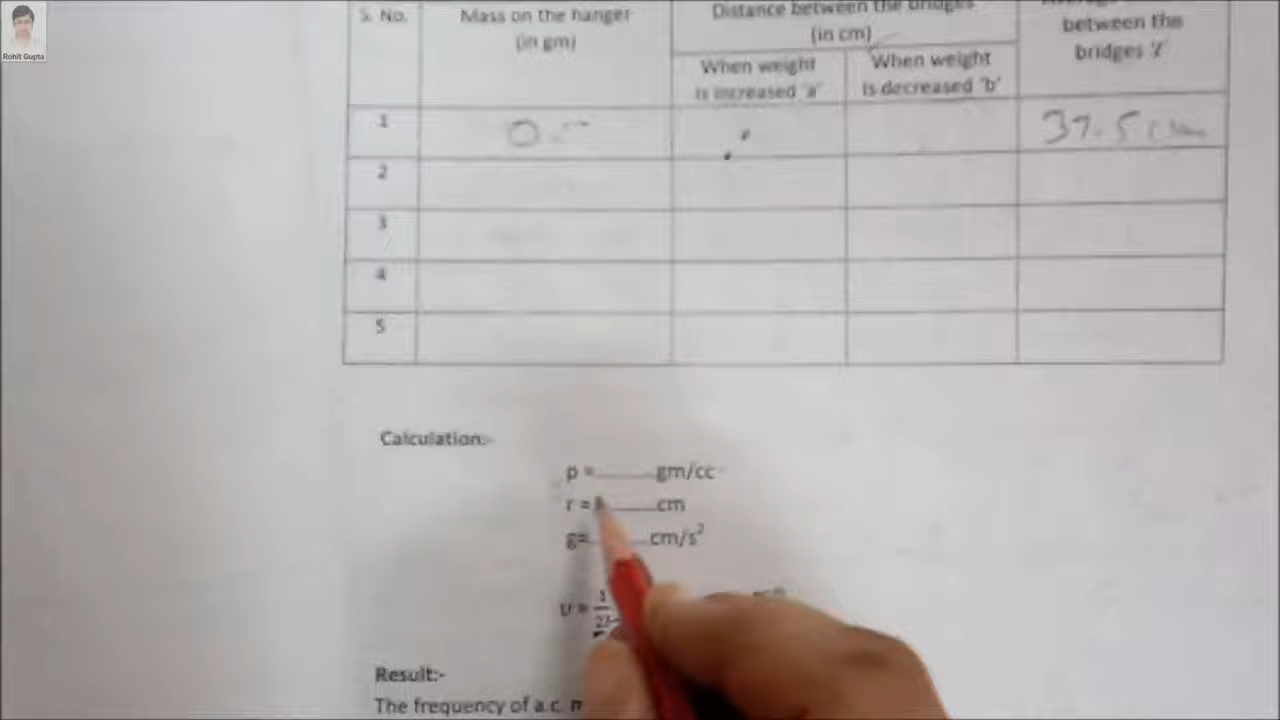 Rohit Gupta
S. No.
Mass on the hanger
(in gm)
Distance between the bridges
(in cm)
When weight
is increased 'a'
When weight
is decreased 'b'
between the
bridges 'ℓ'
1
37.5 cm
2
3
4
5
Calculation:-
ρ =.........gm/cc
r = .........cm
g=.........cm/s²
υ = 1
Result:-
The frequency of a.c.